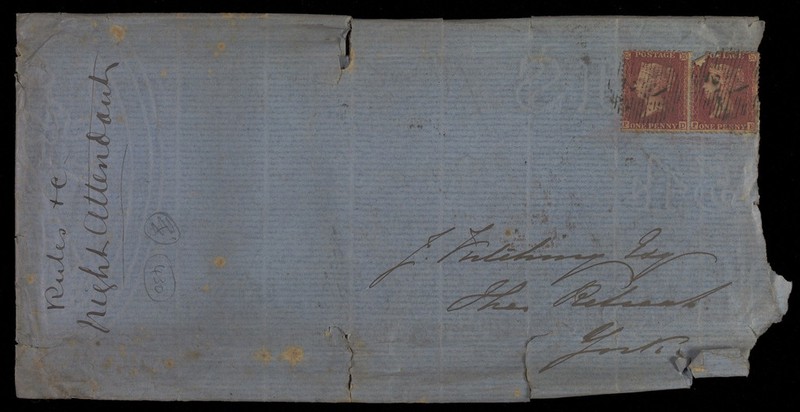 Rules &c
Night Attendant
POSTAGE
ONE PENNY
POSTAGE
ONE PENNY
J. Kitching Esq
The Retreat
York.